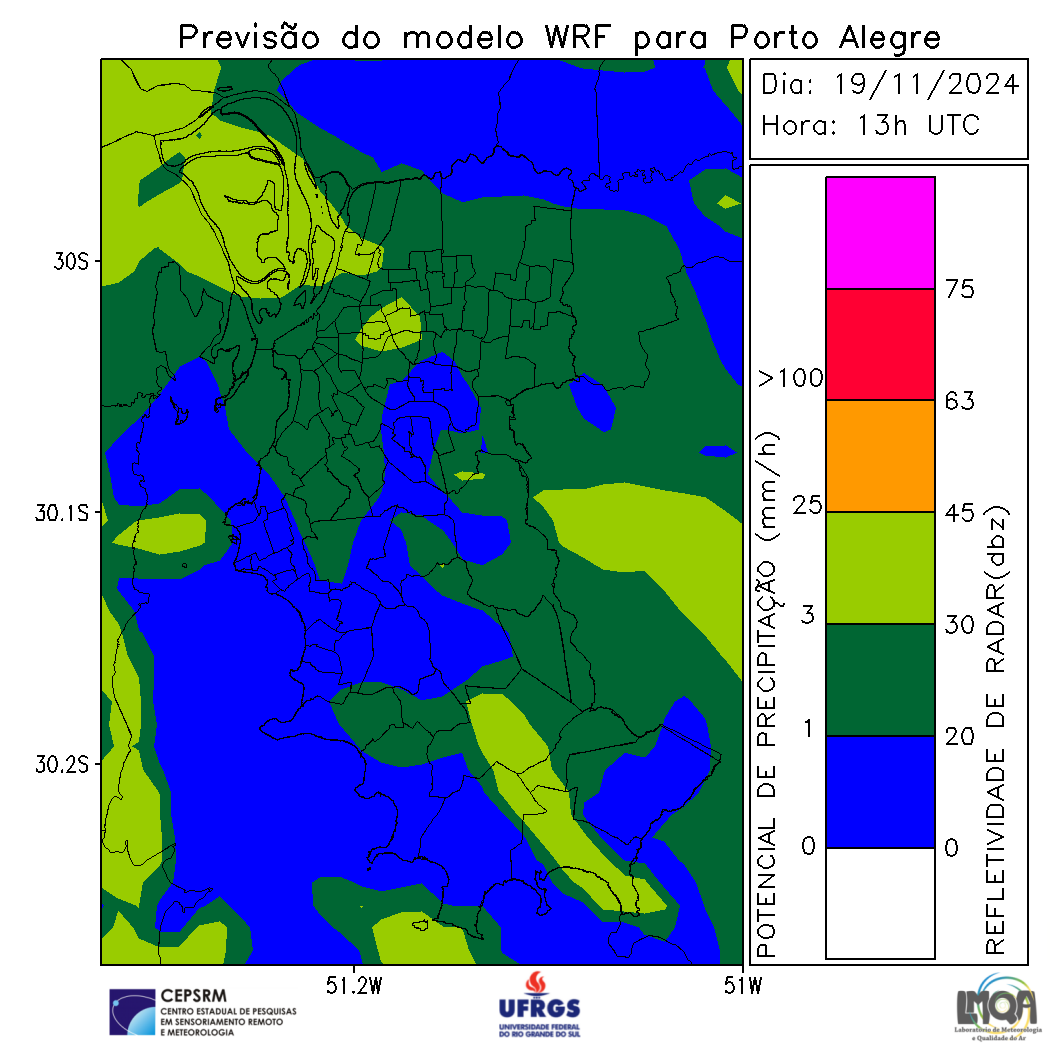 Previsão do modelo WRF para Porto Alegre
Dia: 19/11/2024
Hora: 13h UTC
30S
30.1S
30.2S
51.2W
51W
POTENCIAL DE PRECIPITAÇÃO (mm/h)
>100
25
3
1
0
75
63
45
30
20
0
REFLETIVIDADE DE RADAR(dbz)
CEPSRM
CENTRO ESTADUAL DE PESQUISAS
EM SENSORIAMENTO REMOTO
E METEOROLOGIA
UFRGS
UNIVERSIDADE FEDERAL
DO RIO GRANDE DO SUL
LMQA
Laboratório de Meteorologia
e Qualidade do Ar